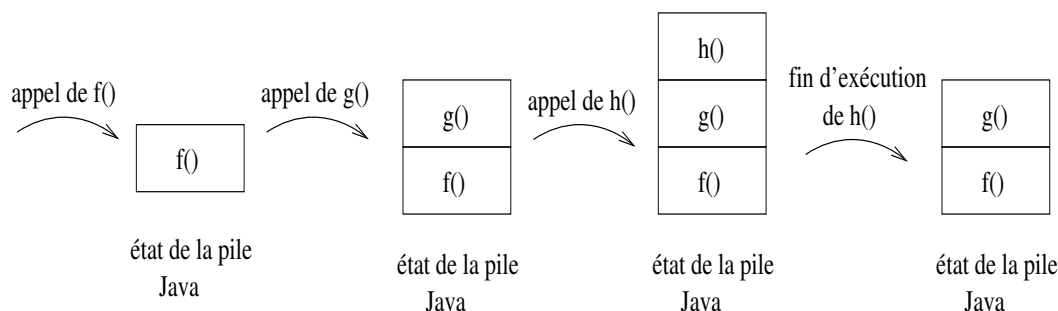 appel de f()
f()
état de la pile
Java
appel de g()
g()
f()
état de la pile
Java
appel de h()
h()
g()
f()
état de la pile
Java
fin d'exécution
de h()
g()
f()
état de la pile
Java